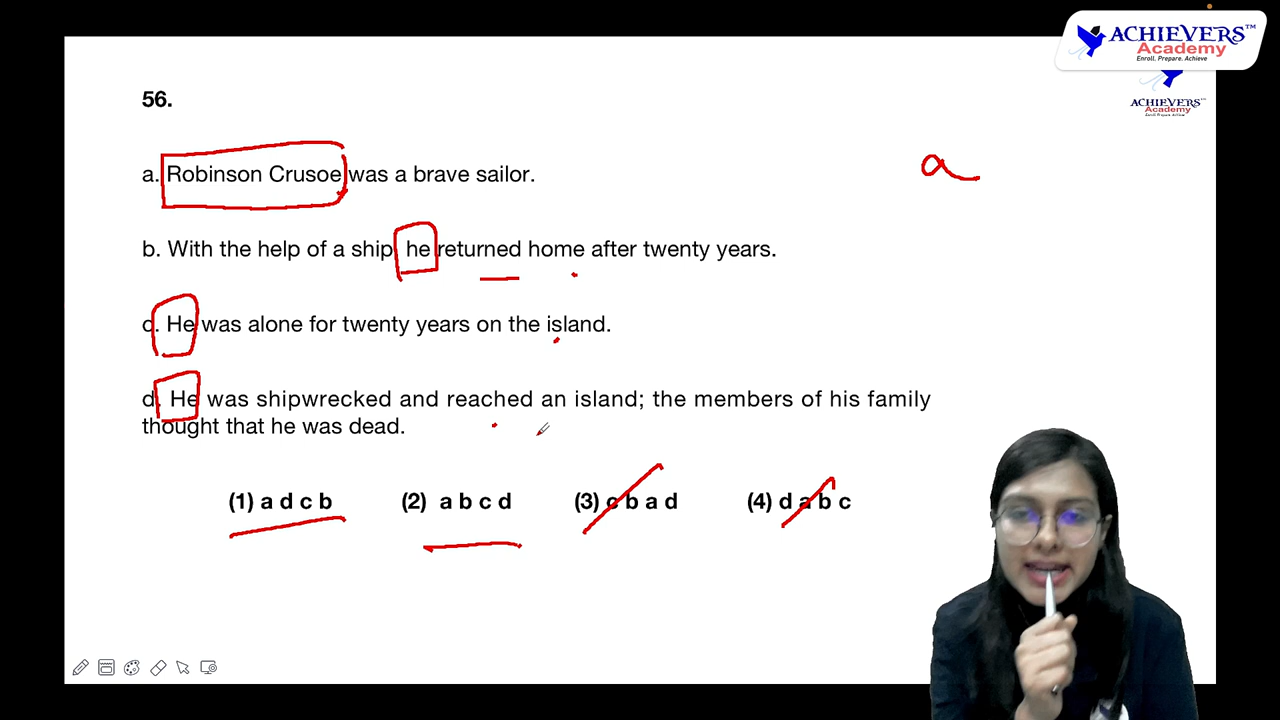 ACHIEVERS™
Academy
Enroll. Prepare. Achieve
ACHIEVERS™
Academy
56.
a. Robinson Crusoe was a brave sailor.
a
b. With the help of a ship he returned home after twenty years.
c. He was alone for twenty years on the island.
d. He was shipwrecked and reached an island; the members of his family
thought that he was dead.
(1) a d c b (2) a b c d (3) c b a d (4) d a b c